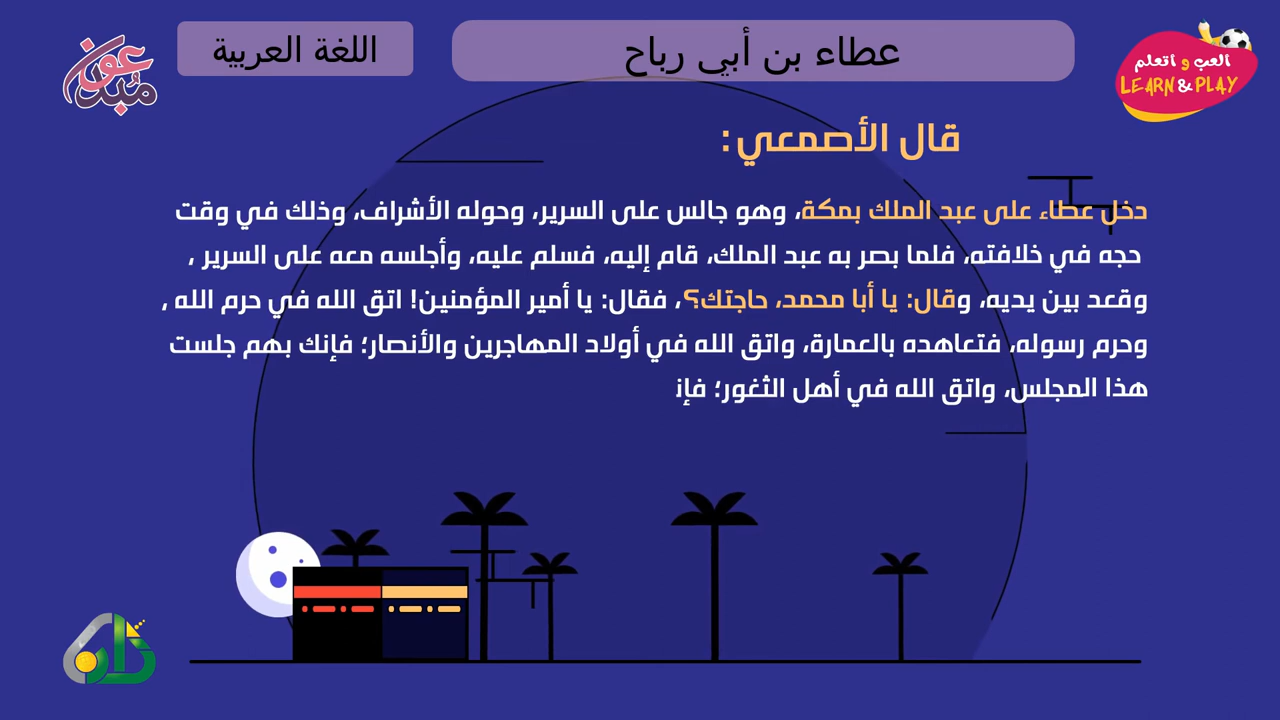 عطاء بن أبي رباح
اللغة العربية
مبدعون
العب و اتعلم
LEARN & PLAY
قال الأصمعي :
دخل عطاء على عبد الملك بمكة، وهو جالس على السرير، وحوله الأشراف، وذلك في وقت
حجه في خلافته، فلما بصر به عبد الملك، قام إليه، فسلم عليه، وأجلسه معه على السرير ،
وقعد بين يديه، وقال: يا أبا محمد، حاجتك؟، فقال: يا أمير المؤمنين! اتق الله في حرم الله ،
وحرم رسوله، فتعاهده بالعمارة، واتق الله في أولاد المهاجرين والأنصار؛ فإنك بهم جلست
هذا المجلس، واتق الله في أهل الثغور؛ فإن